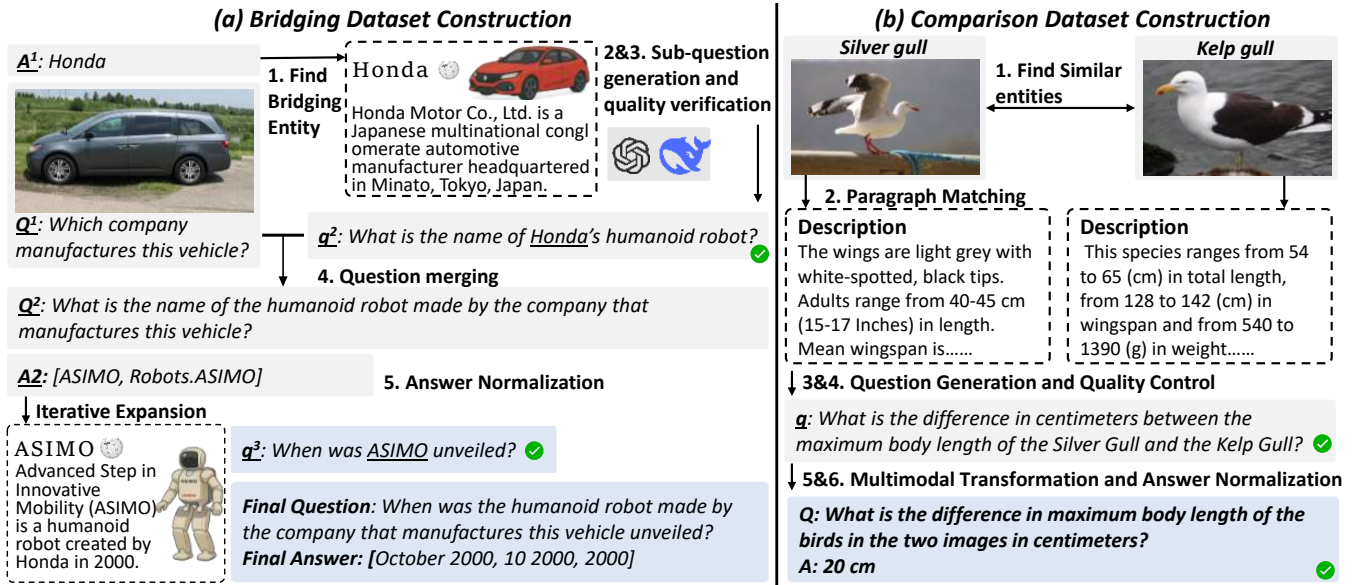 (a) Bridging Dataset Construction
A¹: Honda
Q¹: Which company
manufactures this vehicle?
1. Find
Bridging
Entity
Honda
Honda Motor Co., Ltd. is a
Japanese multinational congl
omerate automotive
manufacturer headquartered
in Minato, Tokyo, Japan.
2&3. Sub-question
generation and
quality verification
q²: What is the name of Honda's humanoid robot?
4. Question merging
Q²: What is the name of the humanoid robot made by the company that
manufactures this vehicle?
A2: [ASIMO, Robots.ASIMO]
5. Answer Normalization
Iterative Expansion
ASIMO
Advanced Step in
Innovative
Mobility (ASIMO)
is a humanoid
robot created by
Honda in 2000.
q³: When was ASIMO unveiled?
Final Question: When was the humanoid robot made by
the company that manufactures this vehicle unveiled?
Final Answer: [October 2000, 10 2000, 2000]
(b) Comparison Dataset Construction
Silver gull
Kelp gull
1. Find Similar
entities
2. Paragraph Matching
Description
The wings are light grey with
white-spotted, black tips.
Adults range from 40-45 cm
(15-17 Inches) in length.
Mean wingspan is......
Description
This species ranges from 54
to 65 (cm) in total length,
from 128 to 142 (cm) in
wingspan and from 540 to
1390 (g) in weight......
3&4. Question Generation and Quality Control
q: What is the difference in centimeters between the
maximum body length of the Silver Gull and the Kelp Gull?
5&6. Multimodal Transformation and Answer Normalization
Q: What is the difference in maximum body length of the
birds in the two images in centimeters?
A: 20 cm